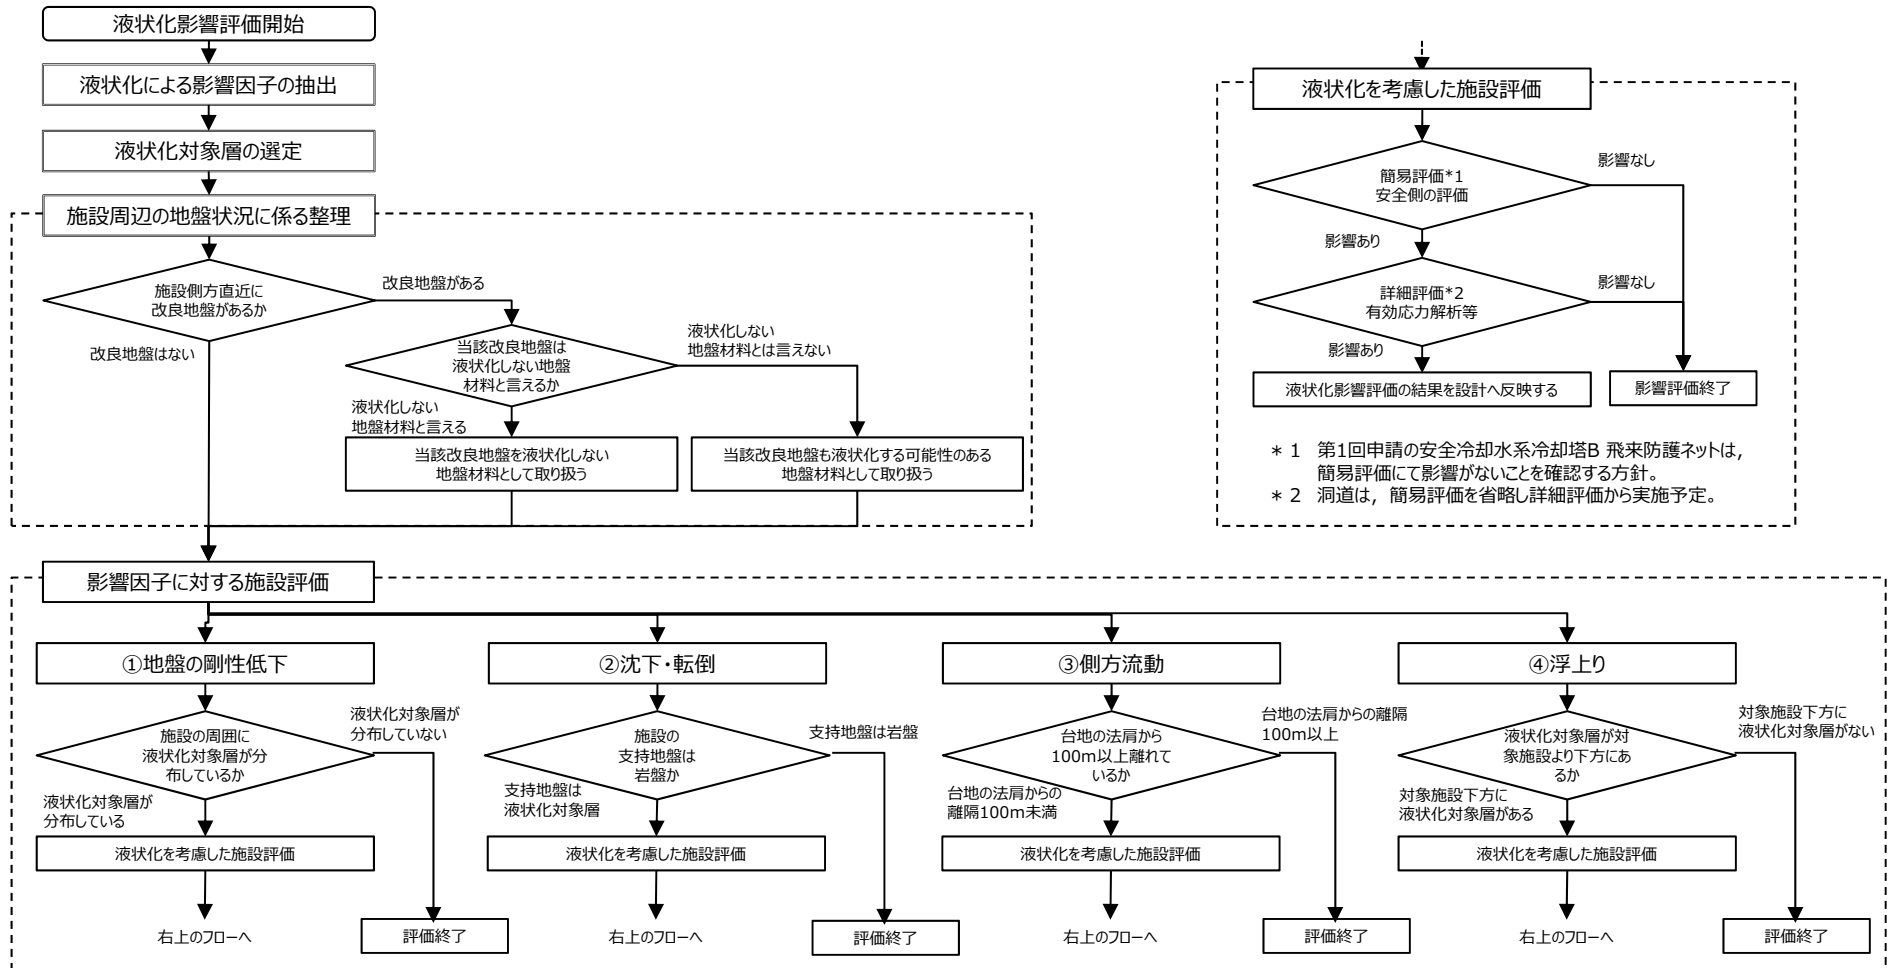 液状化影響評価開始
液状化による影響因子の抽出
液状化対象層の選定
施設周辺の地盤状況に係る整理
施設側方直近に
改良地盤があるか
改良地盤がある
改良地盤はない
当該改良地盤は
液状化しない地盤
材料と言えるか
液状化しない
地盤材料とは言えない
液状化しない
地盤材料と言える
当該改良地盤を液状化しない
地盤材料として取り扱う
当該改良地盤も液状化する可能性のある
地盤材料として取り扱う
液状化を考慮した施設評価
簡易評価*1
安全側の評価
影響なし
影響あり
詳細評価*2
有効応力解析等
影響なし
影響あり
液状化影響評価の結果を設計へ反映する
影響評価終了
＊1 第1回申請の安全冷却水系冷却塔B 飛来防護ネットは，
簡易評価にて影響がないことを確認する方針。
＊2 洞道は，簡易評価を省略し詳細評価から実施予定。
影響因子に対する施設評価
①地盤の剛性低下
施設の周囲に
液状化対象層が分
布しているか
液状化対象層が
分布していない
液状化対象層が
分布している
液状化を考慮した施設評価
右上のフローへ
評価終了
②沈下・転倒
施設の
支持地盤は
岩盤か
支持地盤は岩盤
支持地盤は
液状化対象層
液状化を考慮した施設評価
右上のフローへ
評価終了
③側方流動
台地の法肩から
100m以上離れて
いるか
台地の法肩からの離隔
100m以上
台地の法肩からの
離隔100m未満
液状化を考慮した施設評価
右上のフローへ
評価終了
④浮上り
液状化対象層が対
象施設より下方にあ
るか
対象施設下方に
液状化対象層がない
対象施設下方に
液状化対象層がある
液状化を考慮した施設評価
右上のフローへ
評価終了